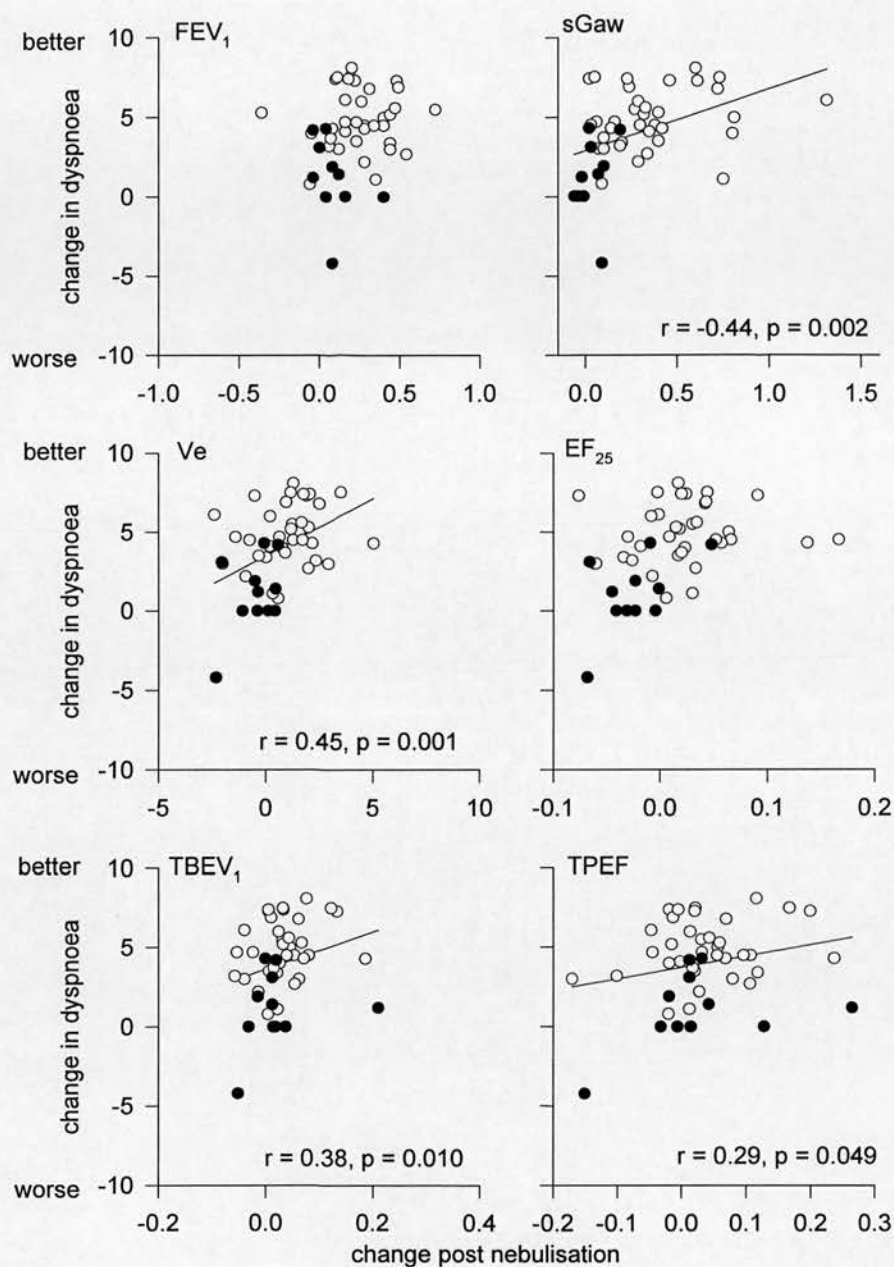 better
10
FEV1
5
0
-5
worse
-10
change in dyspnoea
-1.0 -0.5 0.0 0.5 1.0
sGaw
r = -0.44, p = 0.002
0.0 0.5 1.0 1.5
better
10
Ve
5
0
-5
worse
-10
change in dyspnoea
r = 0.45, p = 0.001
-5 0 5 10
EF25
-0.1 0.0 0.1 0.2
better
10
TBEV1
5
0
-5
worse
-10
change in dyspnoea
r = 0.38, p = 0.010
-0.2 0.0 0.2 0.4
TPEF
r = 0.29, p = 0.049
-0.2 -0.1 0.0 0.1 0.2 0.3
change post nebulisation